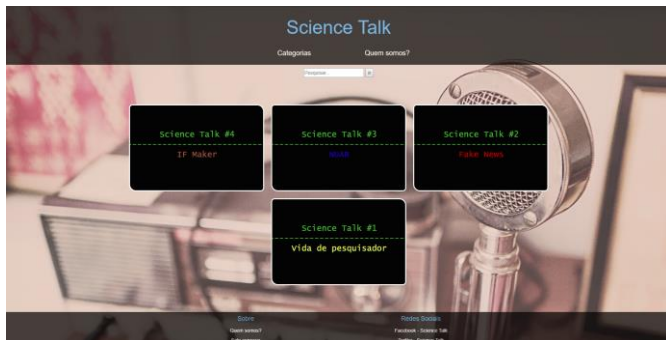 Science Talk
Categorias Quem somos?
Pesquisar...
Science Talk #4
IF Maker
Science Talk #3
Science Talk #2
Fake News
Science Talk #1
Vida de pesquisador
Sobre
Redes Sociais
Quem somos?
Facebook - Science Talk